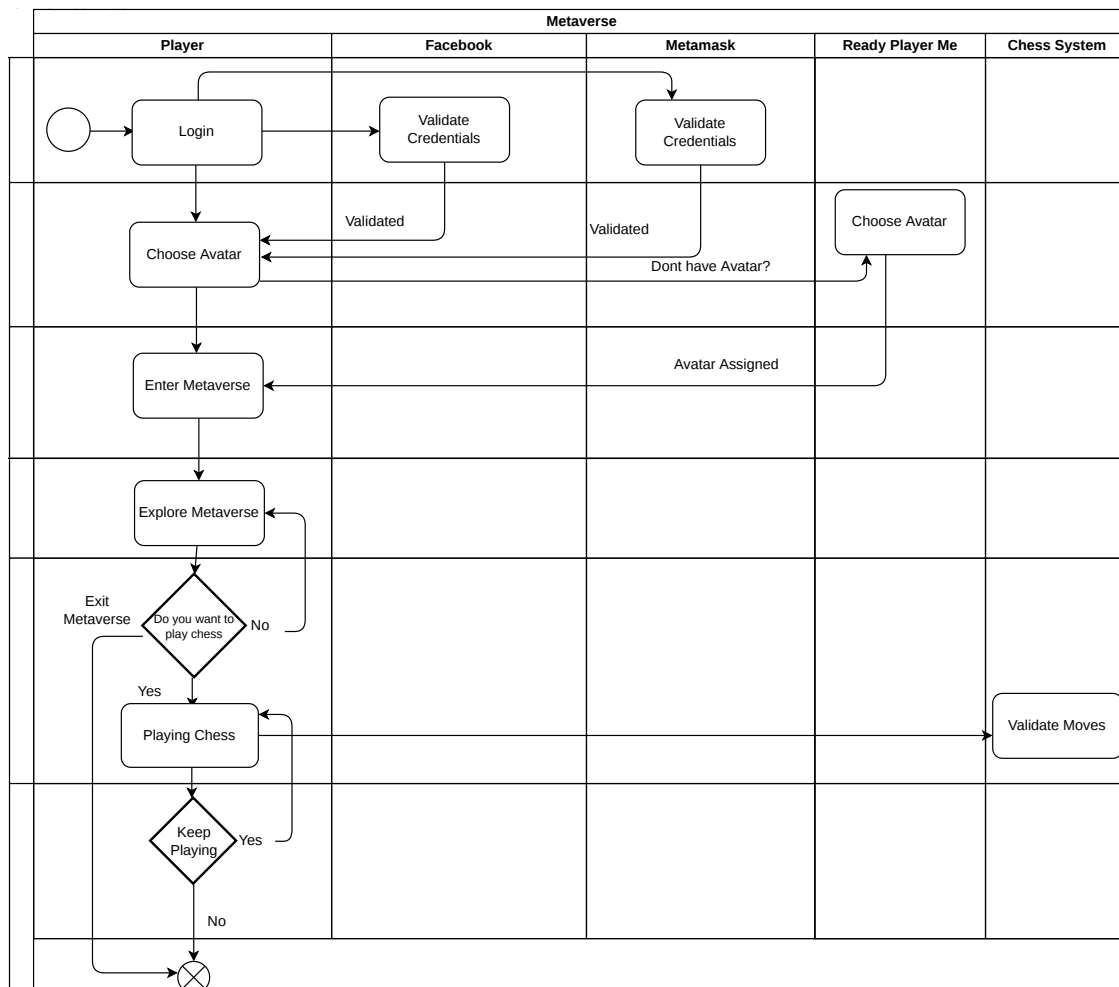 Metaverse
Player
Facebook
Metamask
Ready Player Me
Chess System
Login
Validate
Credentials
Validate
Credentials
Choose Avatar
Validated
Validated
Choose Avatar
Dont have Avatar?
Enter Metaverse
Avatar Assigned
Explore Metaverse
Exit
Metaverse
Do you want to
play chess
No
Yes
Playing Chess
Validate Moves
Keep
Playing
Yes
No